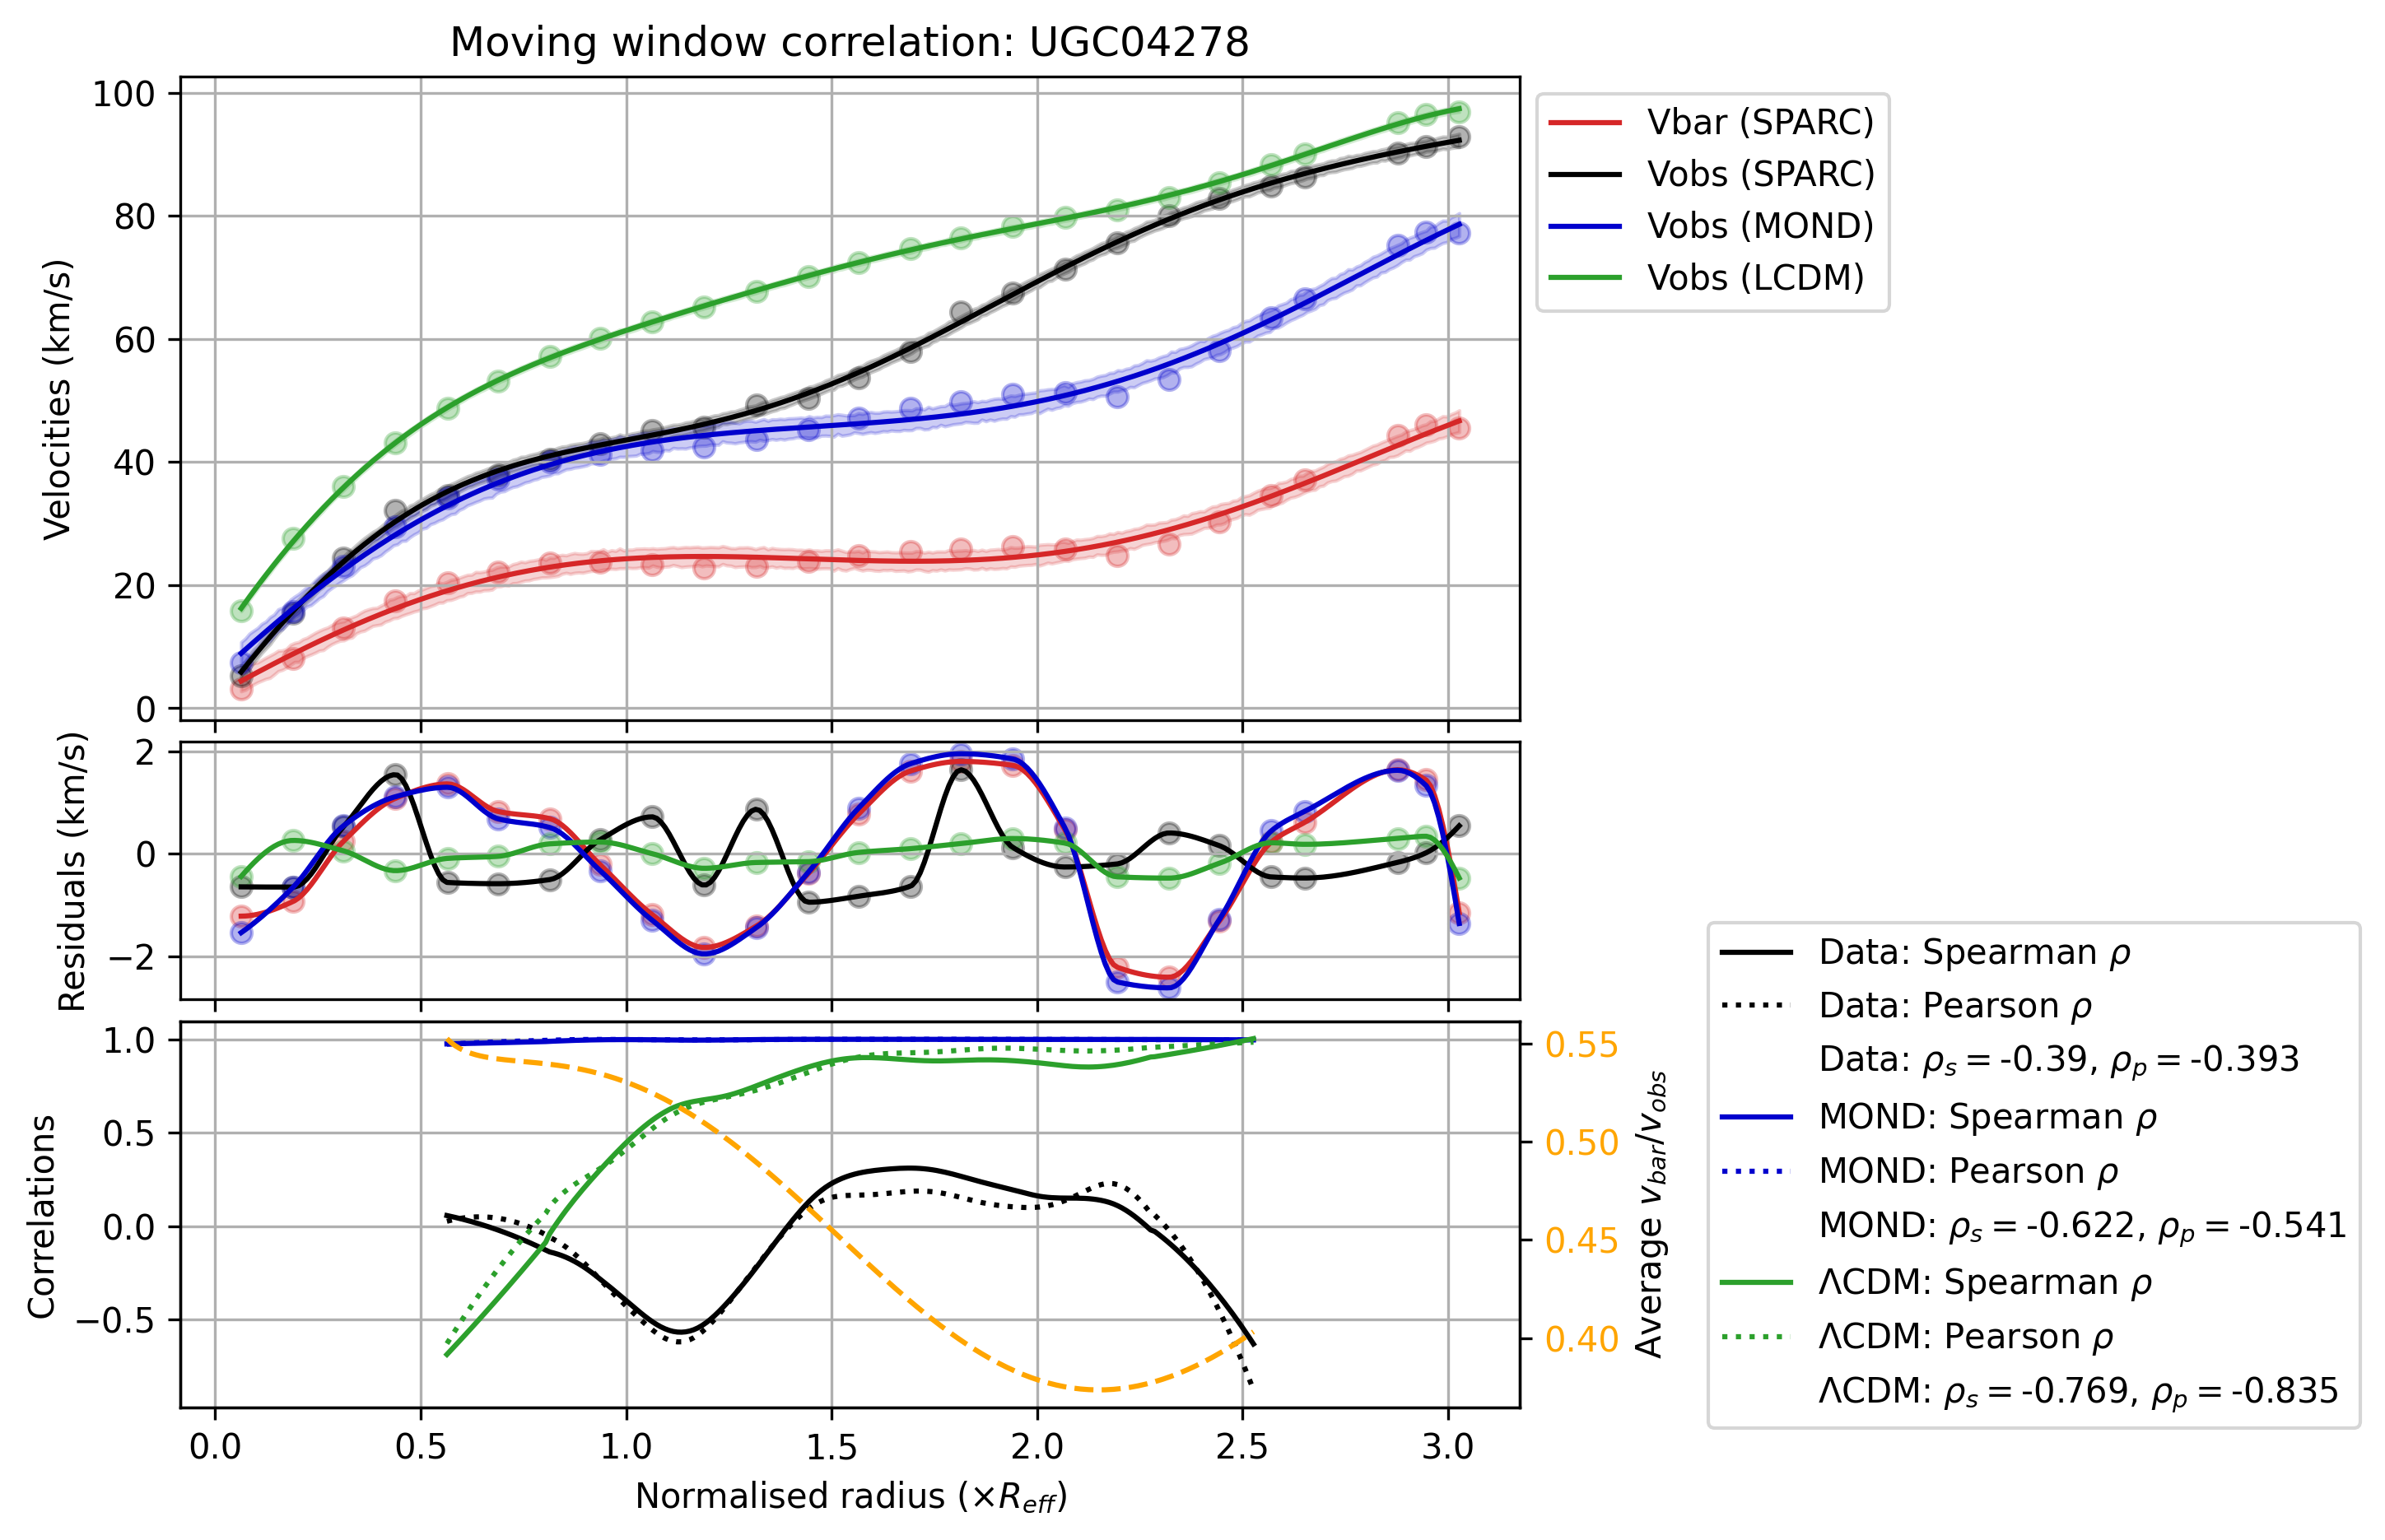 Moving window correlation: UGC04278
100
80
60
40
20
0
Velocities (km/s)
Vbar (SPARC)
Vobs (SPARC)
Vobs (MOND)
Vobs (LCDM)
2
0
−2
Residuals (km/s)
1.0
0.5
0.0
−0.5
Correlations
0.55
0.50
0.45
0.40
Average v_bar/v_obs
0.0 0.5 1.0 1.5 2.0 2.5 3.0
Normalised radius (×R_eff)
Data: Spearman ρ
Data: Pearson ρ
Data: ρ_s = -0.39, ρ_p = -0.393
MOND: Spearman ρ
MOND: Pearson ρ
MOND: ρ_s = -0.622, ρ_p = -0.541
ΛCDM: Spearman ρ
ΛCDM: Pearson ρ
ΛCDM: ρ_s = -0.769, ρ_p = -0.835